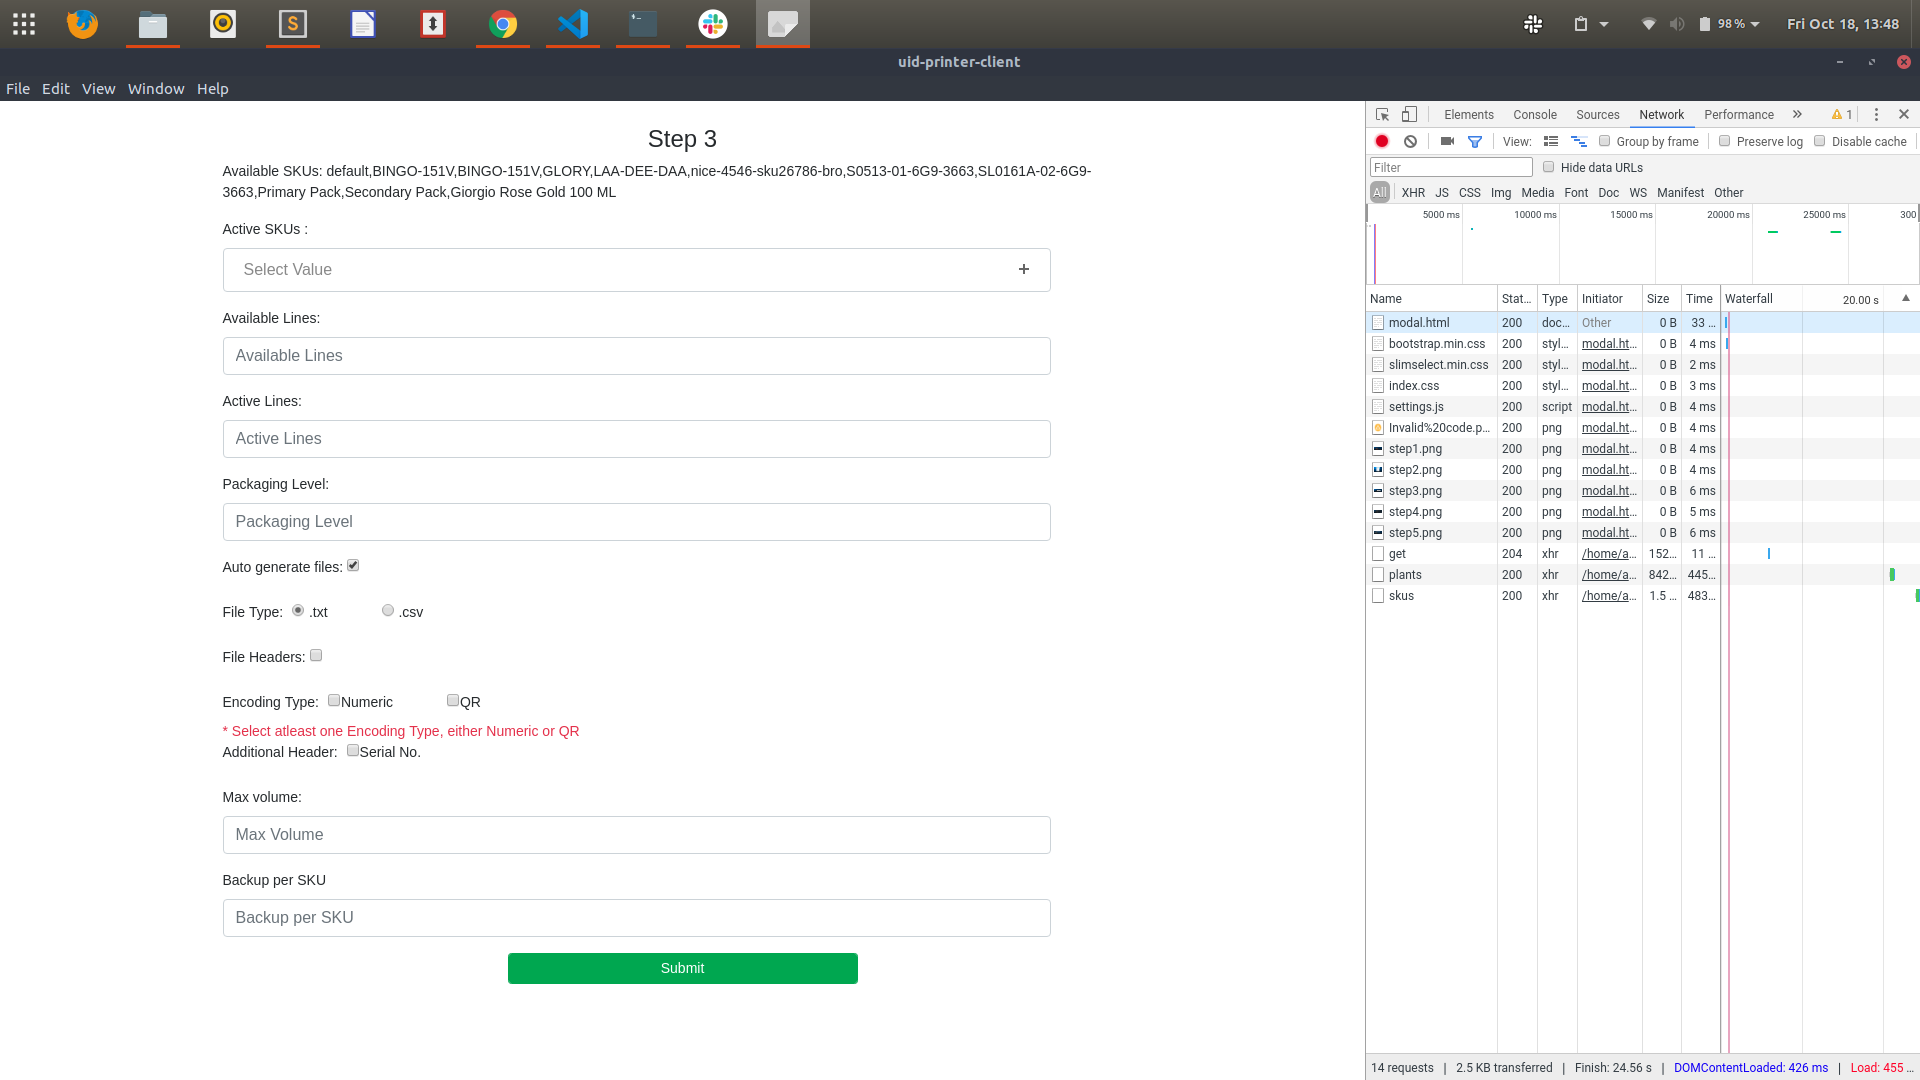 98 %
Fri Oct 18, 13:48
uid-printer-client
File Edit View Window Help
Step 3
Available SKUs: default,BINGO-151V,BINGO-151V,GLORY,LAA-DEE-DAA,nice-4546-sku26786-bro,S0513-01-6G9-3663,SL0161A-02-6G9-
3663,Primary Pack,Secondary Pack,Giorgio Rose Gold 100 ML
Active SKUs :
Select Value +
Available Lines:
Available Lines
Active Lines:
Active Lines
Packaging Level:
Packaging Level
Auto generate files:
File Type: .txt .csv
File Headers:
Encoding Type: Numeric QR
* Select atleast one Encoding Type, either Numeric or QR
Additional Header: Serial No.
Max volume:
Max Volume
Backup per SKU
Backup per SKU
Submit
Elements Console Sources Network Performance » 1
View: Group by frame Preserve log Disable cache
Filter Hide data URLs
All XHR JS CSS Img Media Font Doc WS Manifest Other
5000 ms 10000 ms 15000 ms 20000 ms 25000 ms 300
Name Stat... Type Initiator Size Time Waterfall 20.00 s
modal.html 200 doc... Other 0 B 33 ...
bootstrap.min.css 200 styl... modal.ht... 0 B 4 ms
slimselect.min.css 200 styl... modal.ht... 0 B 2 ms
index.css 200 styl... modal.ht... 0 B 3 ms
settings.js 200 script modal.ht... 0 B 4 ms
Invalid%20code.p... 200 png modal.ht... 0 B 4 ms
step1.png 200 png modal.ht... 0 B 4 ms
step2.png 200 png modal.ht... 0 B 4 ms
step3.png 200 png modal.ht... 0 B 6 ms
step4.png 200 png modal.ht... 0 B 5 ms
step5.png 200 png modal.ht... 0 B 6 ms
get 204 xhr /home/a... 152... 11 ...
plants 200 xhr /home/a... 842... 445...
skus 200 xhr /home/a... 1.5 ... 483...
14 requests | 2.5 KB transferred | Finish: 24.56 s | DOMContentLoaded: 426 ms | Load: 455 ...